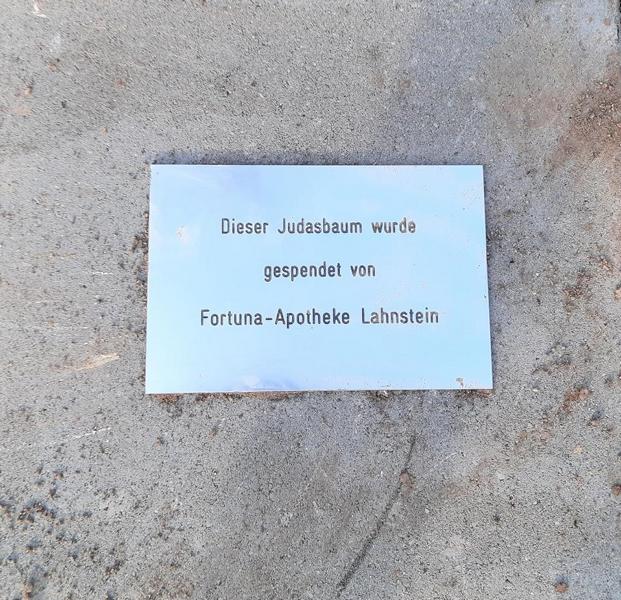 Dieser Judasbaum wurde
gespendet von
Fortuna-Apotheke Lahnstein